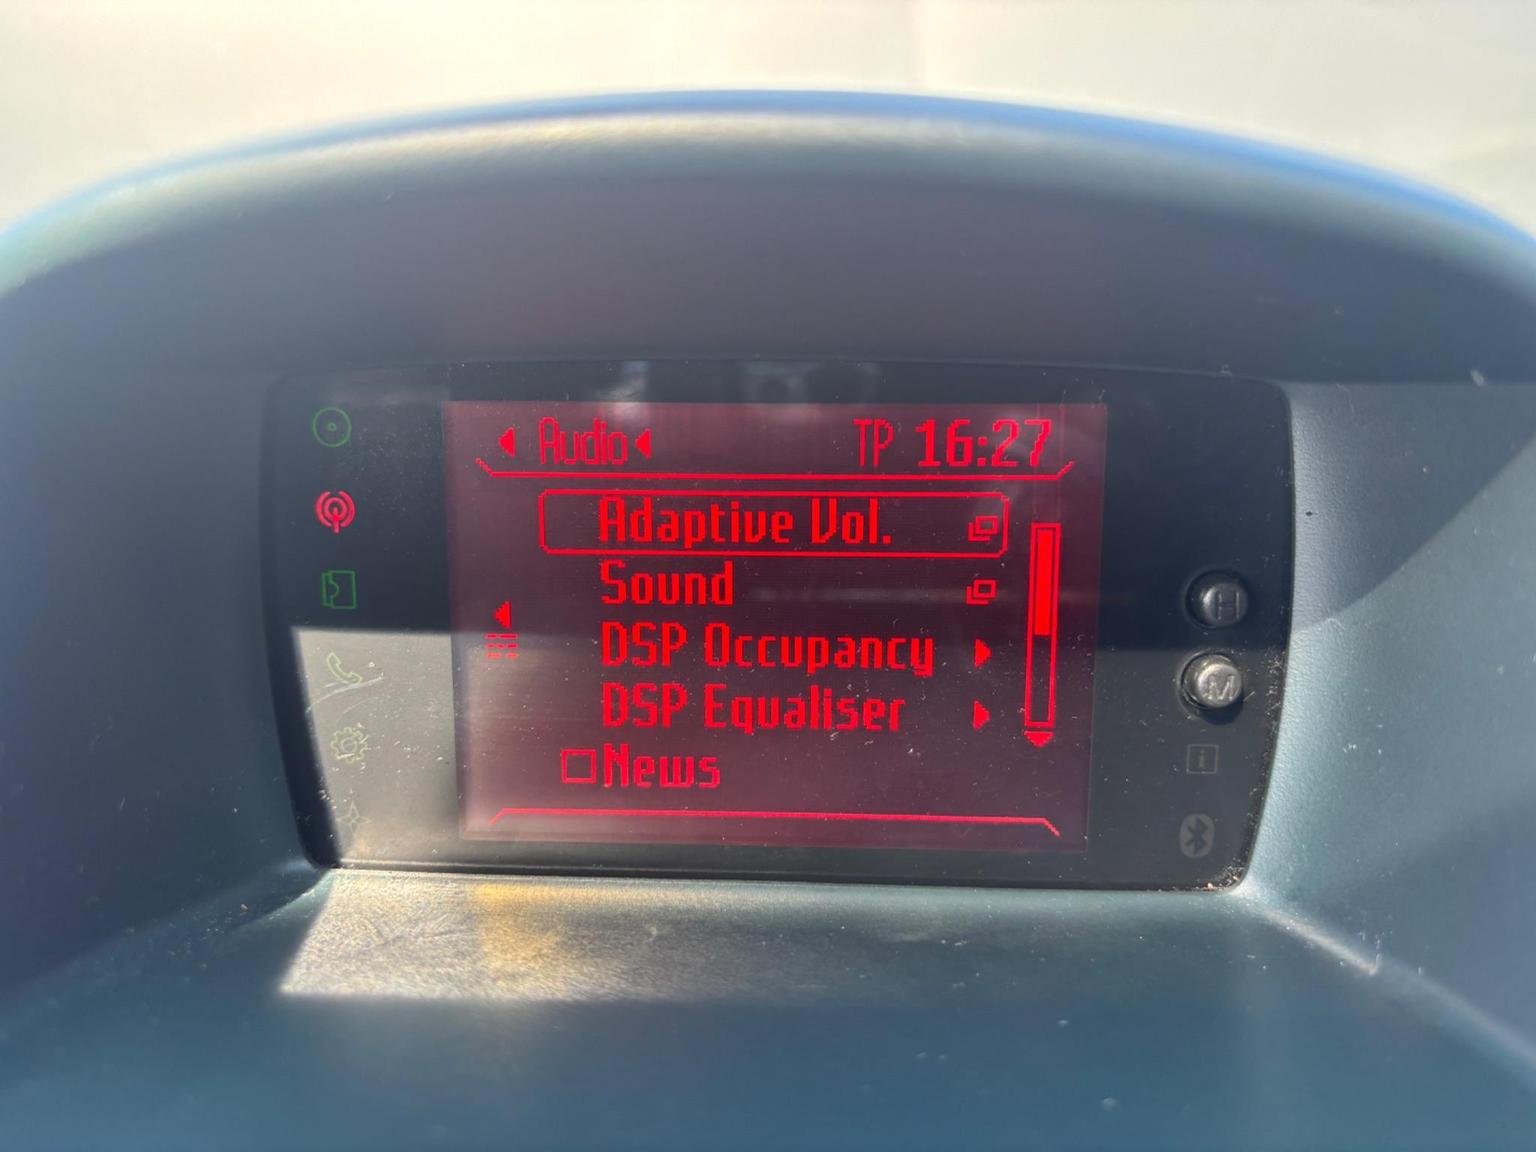 Audio TP 16:27
Adaptive Vol.
Sound
DSP Occupancy
DSP Equaliser
News
H
M
i